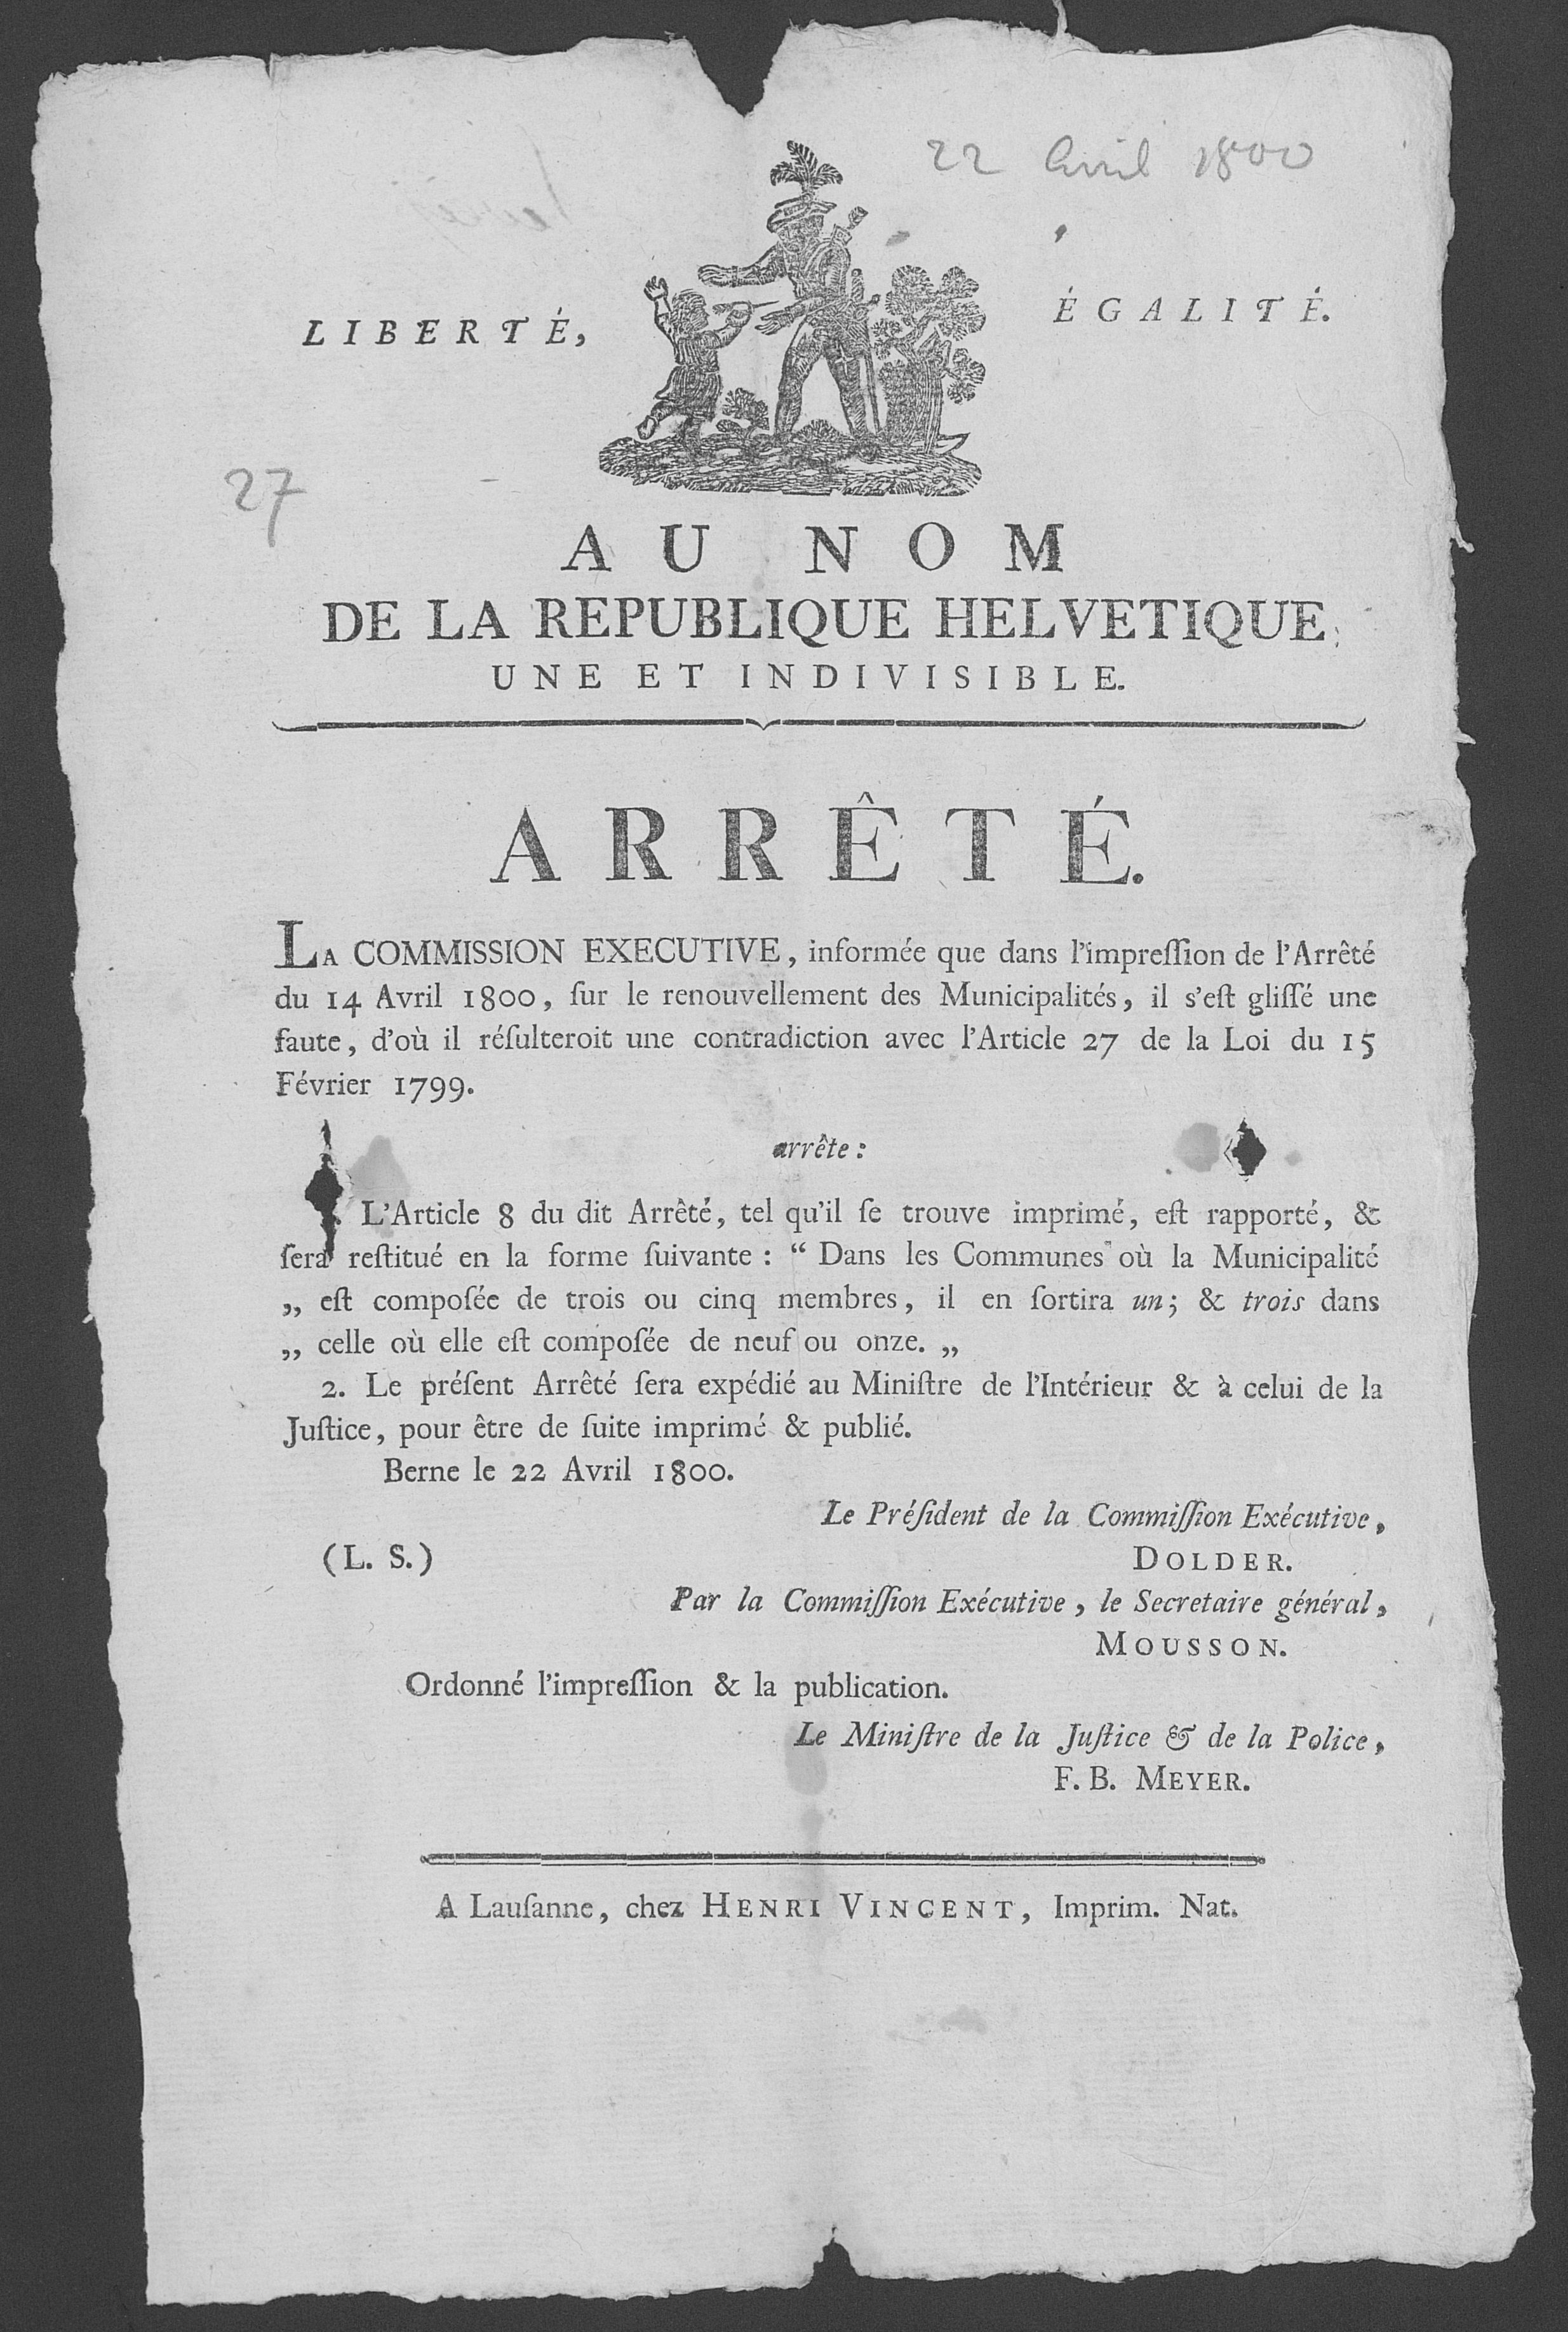 22 Avril 1800
LIBERTÉ,
ÉGALITÉ.
27
AU NOM
DE LA REPUBLIQUE HELVETIQUE
UNE ET INDIVISIBLE.
ARRÊTÉ.
LA COMMISSION EXECUTIVE, informée que dans l'impreſſion de l'Arrêté
du 14 Avril 1800, ſur le renouvellement des Municipalités, il s'eſt gliſſé une
faute, d'où il réſulteroit une contradiction avec l'Article 27 de la Loi du 15
Février 1799.
arrête :
L'Article 8 du dit Arrêté, tel qu'il ſe trouve imprimé, eſt rapporté, &
ſera reſtitué en la forme ſuivante : “ Dans les Communes où la Municipalité
„ eſt compoſée de trois ou cinq membres, il en ſortira un; & trois dans
„ celle où elle eſt compoſée de neuf ou onze. „
2. Le préſent Arrêté ſera expédié au Miniſtre de l'Intérieur & à celui de la
Juſtice, pour être de ſuite imprimé & publié.
Berne le 22 Avril 1800.
Le Préſident de la Commiſſion Exécutive,
(L. S.) DOLDER.
Par la Commiſſion Exécutive, le Secretaire général,
MOUSSON.
Ordonné l'impreſſion & la publication.
Le Miniſtre de la Juſtice & de la Police,
F. B. MEYER.
A Lauſanne, chez HENRI VINCENT, Imprim. Nat.